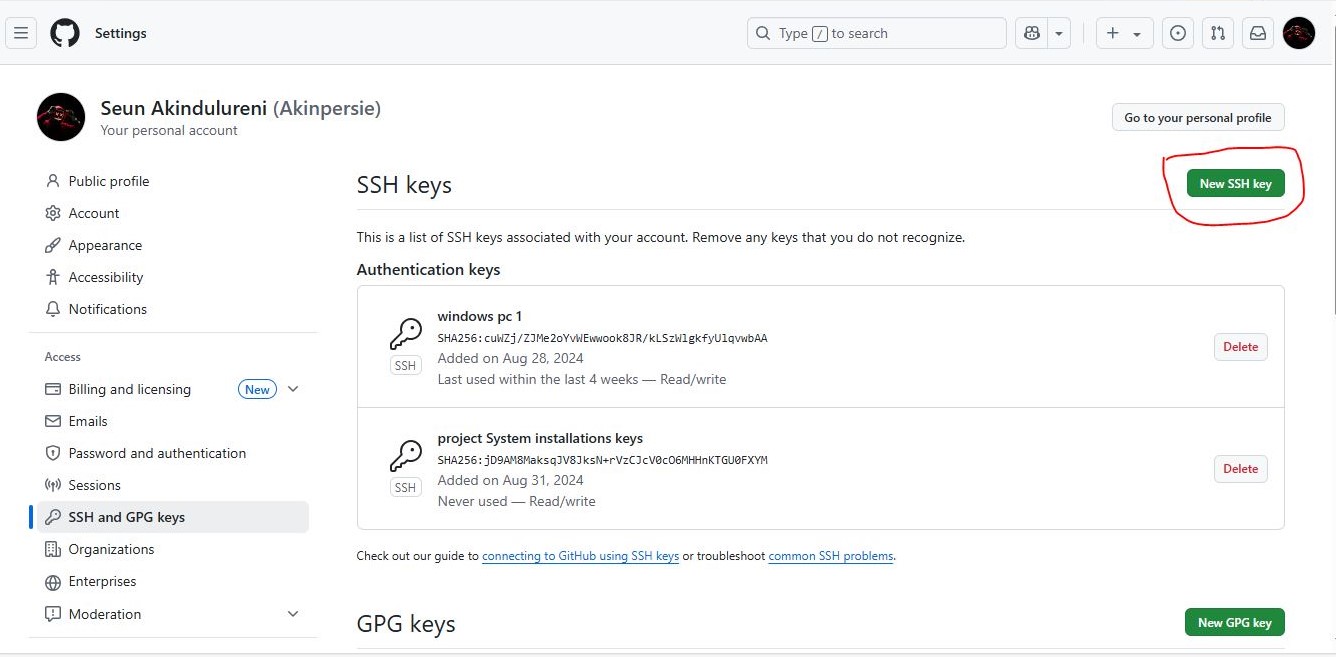 Settings
Type / to search
Seun Akindulureni (Akinpersie)
Your personal account
Go to your personal profile
Public profile
Account
Appearance
Accessibility
Notifications
Access
Billing and licensing New
Emails
Password and authentication
Sessions
SSH and GPG keys
Organizations
Enterprises
Moderation
SSH keys
New SSH key
This is a list of SSH keys associated with your account. Remove any keys that you do not recognize.
Authentication keys
windows pc 1
SHA256:cuWZj/ZJMe2oYvWEwwook8JR/kLSzWlgkfyUlqvwbAA
Added on Aug 28, 2024
Last used within the last 4 weeks — Read/write
SSH
Delete
project System installations keys
SHA256:jD9AM8MaksqJV8JksN+rVzCJcV0cO6MHHnKTGU0FXYM
Added on Aug 31, 2024
Never used — Read/write
SSH
Delete
Check out our guide to connecting to GitHub using SSH keys or troubleshoot common SSH problems.
GPG keys
New GPG key